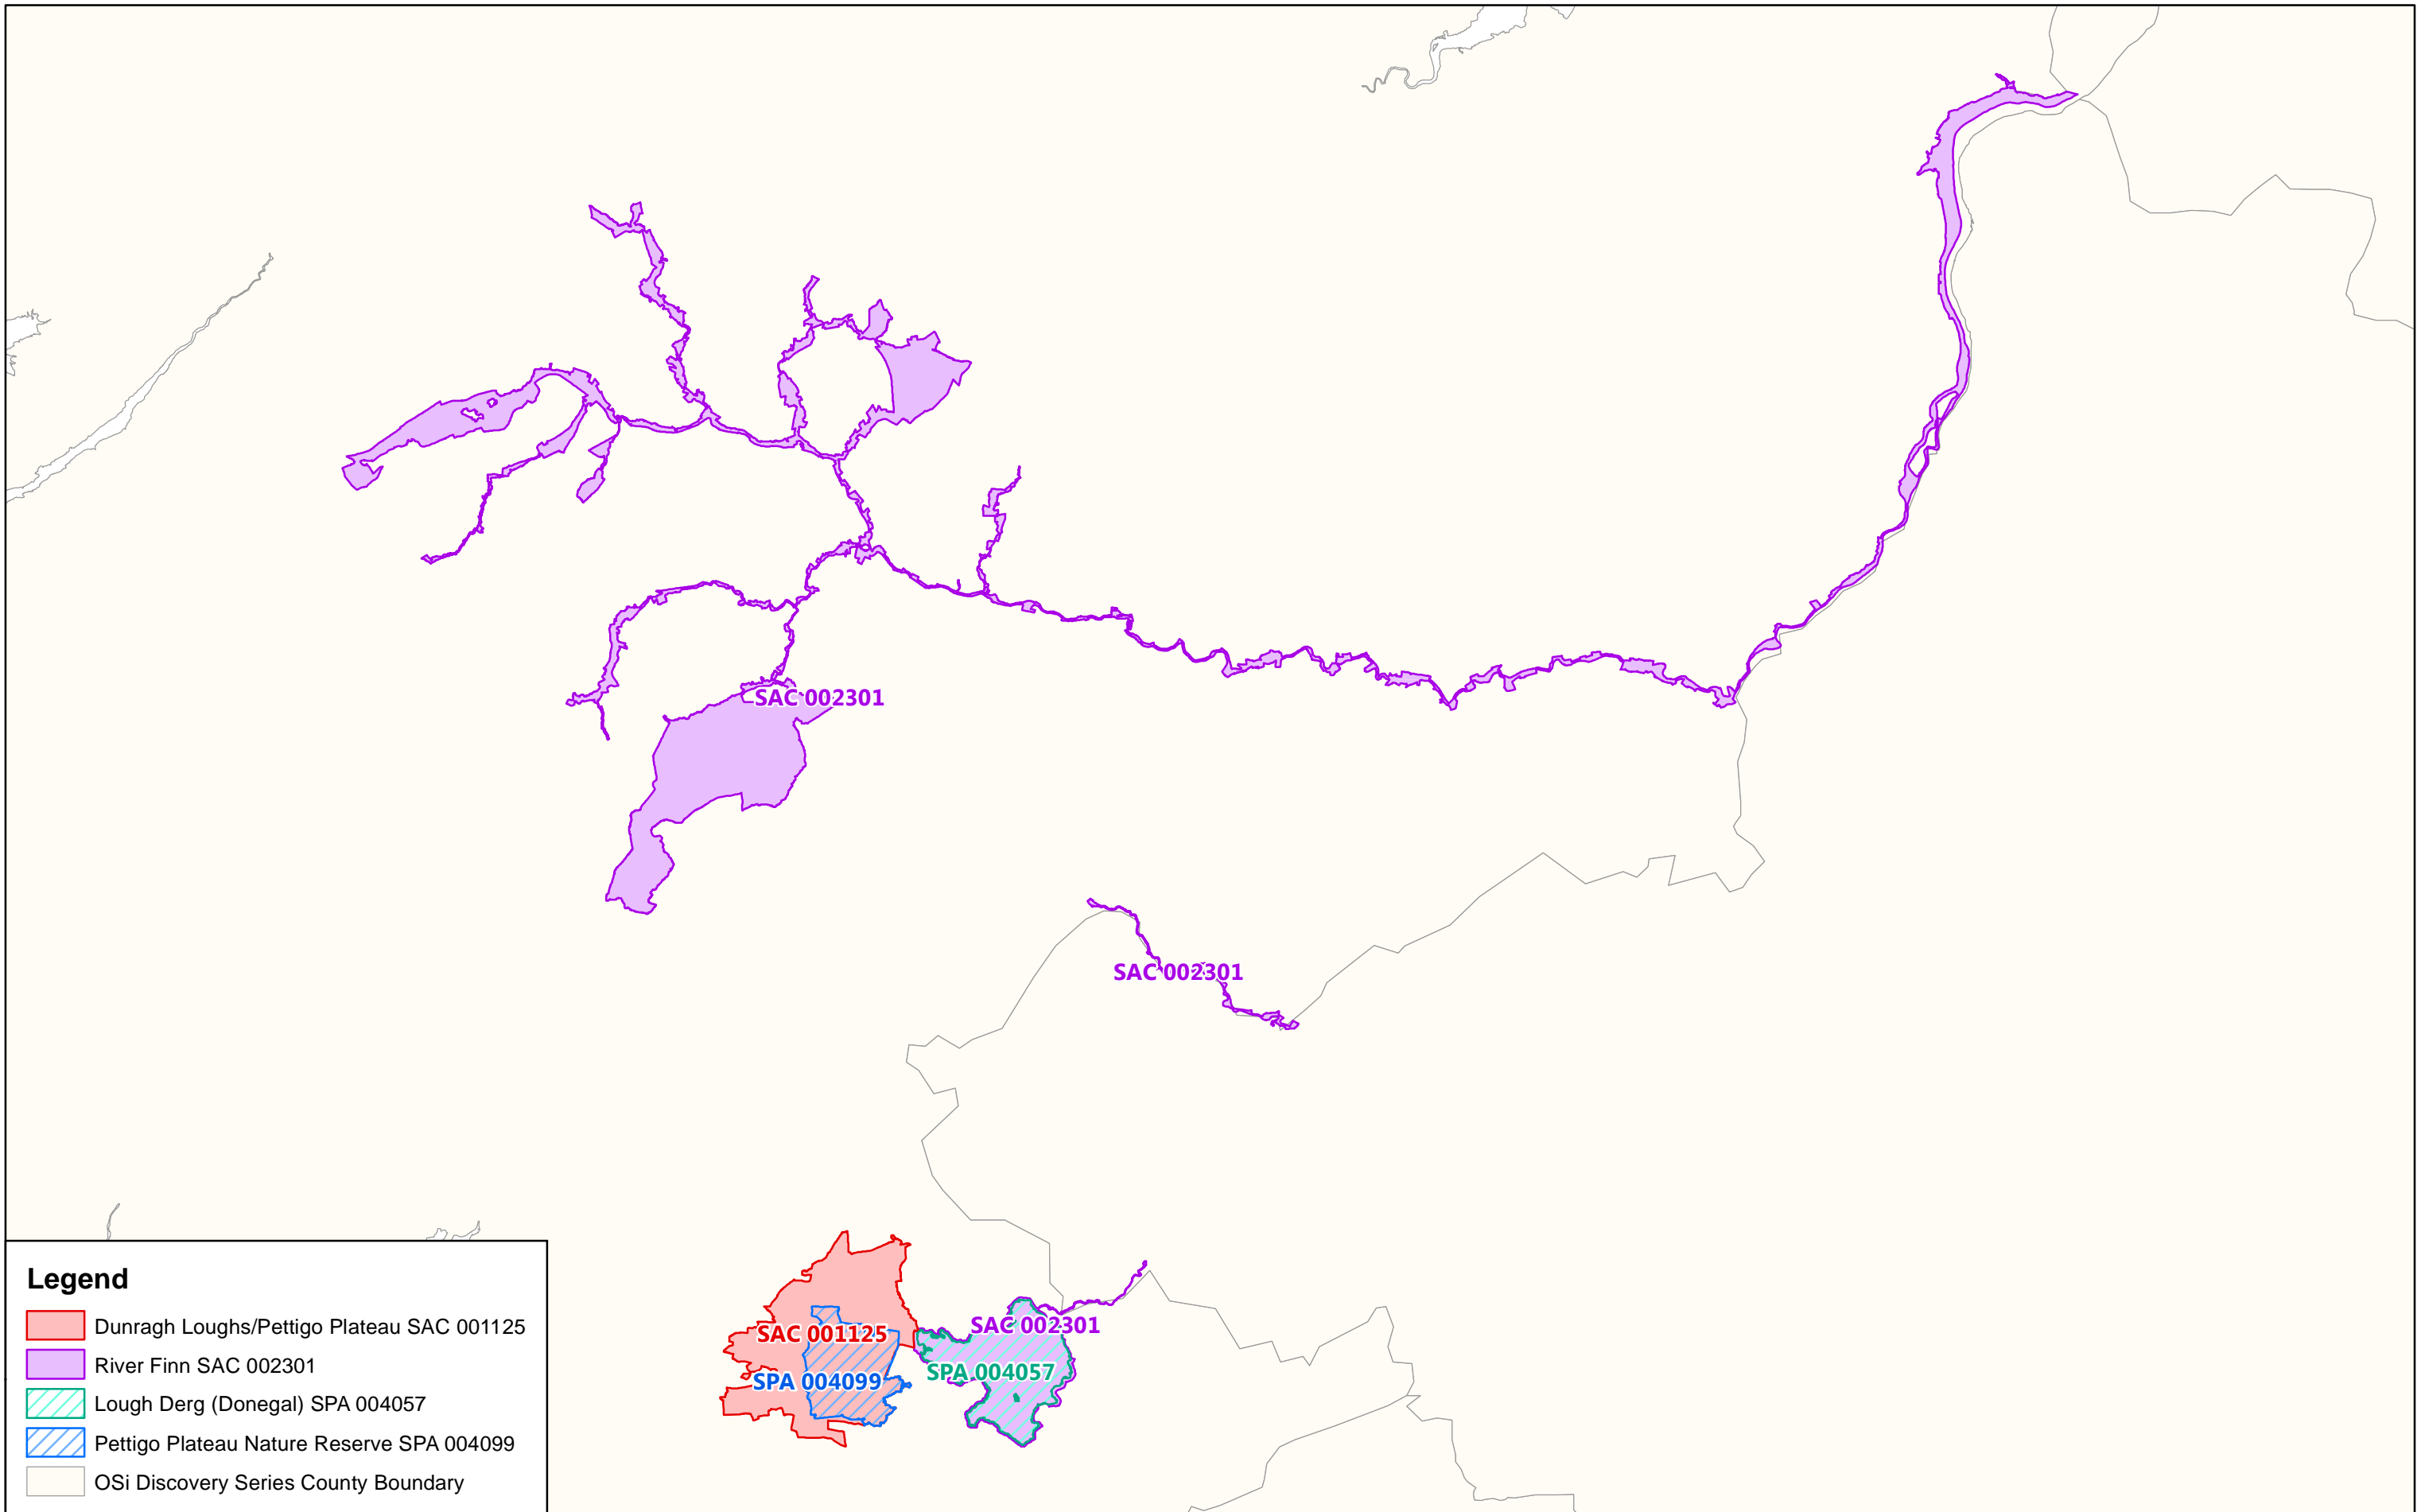 SAC 002301
SAC 002301
SAC 002301
SAC 001125
SPA 004057
SPA 004099
Legend
Dunragh Loughs/Pettigo Plateau SAC 001125
River Finn SAC 002301
Lough Derg (Donegal) SPA 004057
Pettigo Plateau Nature Reserve SPA 004099
OSi Discovery Series County Boundary